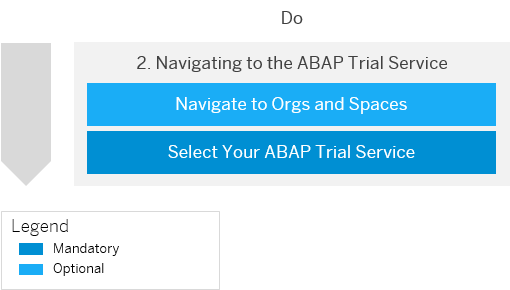 Do
2. Navigating to the ABAP Trial Service
Navigate to Orgs and Spaces
Select Your ABAP Trial Service
Legend
Mandatory
Optional